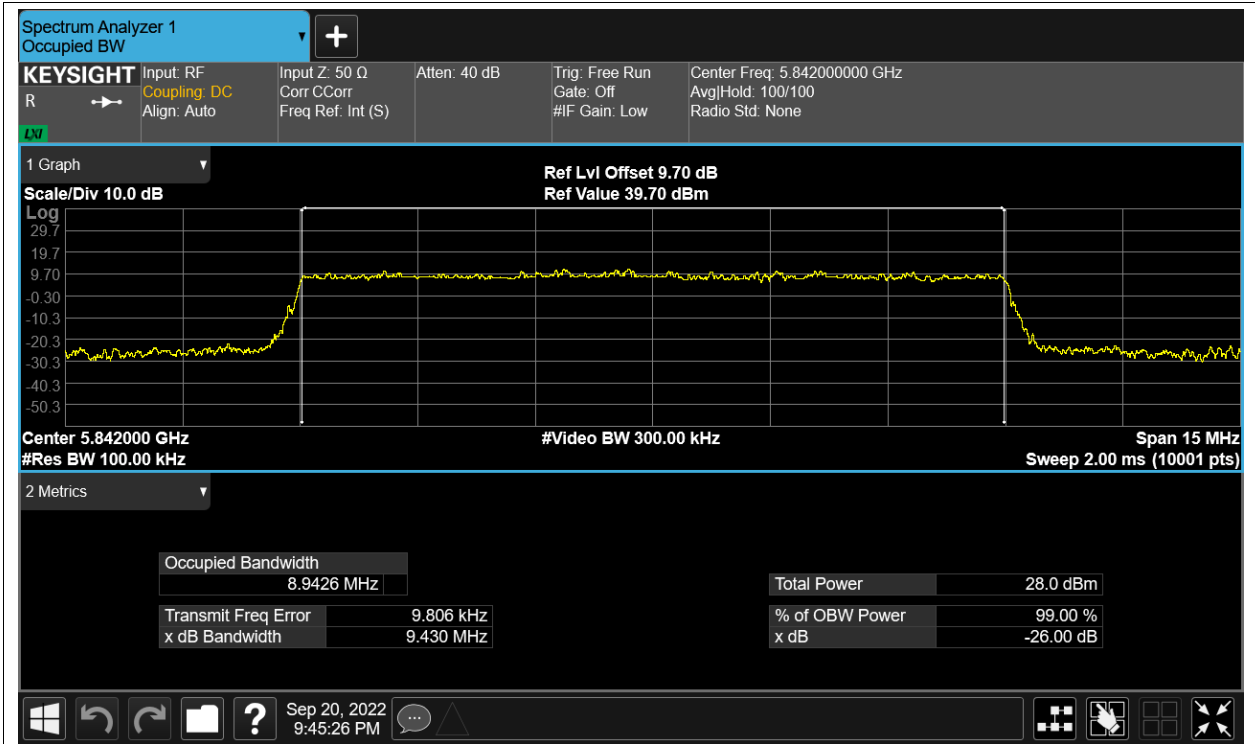 Spectrum Analyzer 1
Occupied BW
KEYSIGHT
R
LXI
Input: RF
Coupling: DC
Align: Auto
Input Z: 50 Ω
Corr CCorr
Freq Ref: Int (S)
Atten: 40 dB
Trig: Free Run
Gate: Off
#IF Gain: Low
Center Freq: 5.842000000 GHz
Avg|Hold: 100/100
Radio Std: None
1 Graph
Scale/Div 10.0 dB
Ref Lvl Offset 9.70 dB
Ref Value 39.70 dBm
Log
29.7
19.7
9.70
-0.30
-10.3
-20.3
-30.3
-40.3
-50.3
Center 5.842000 GHz
#Res BW 100.00 kHz
#Video BW 300.00 kHz
Span 15 MHz
Sweep 2.00 ms (10001 pts)
2 Metrics
Occupied Bandwidth
8.9426 MHz
Transmit Freq Error 9.806 kHz
x dB Bandwidth 9.430 MHz
Total Power 28.0 dBm
% of OBW Power 99.00 %
x dB -26.00 dB
?
Sep 20, 2022
9:45:26 PM